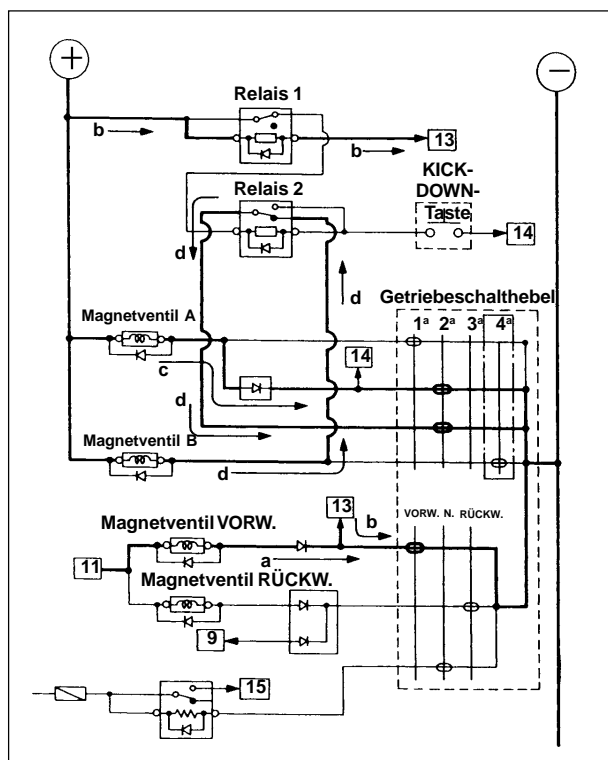 +
−
Relais 1
b
b
13
Relais 2
KICK-
DOWN-
Taste
14
d
d
Getriebeschalthebel
1ª 2ª 3ª 4ª
Magnetventil A
14
c
d
Magnetventil B
d
VORW. N. RÜCKW.
13
b
Magnetventil VORW.
a
11
Magnetventil RÜCKW.
9
15